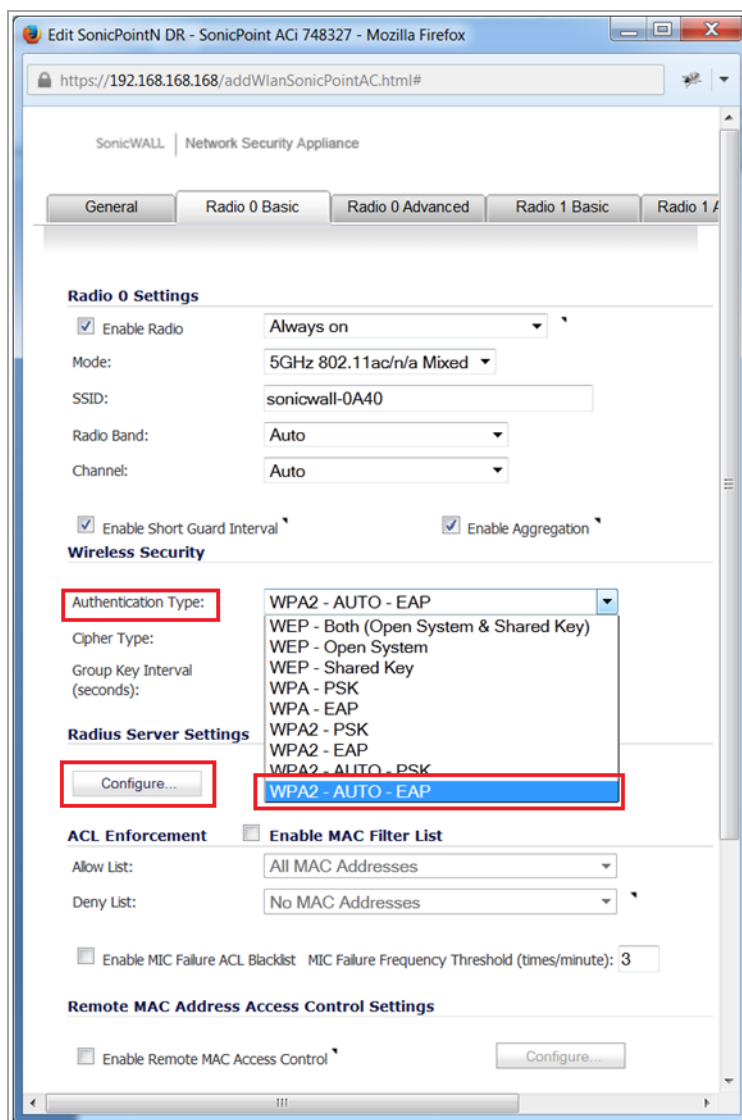 Edit SonicPointN DR - SonicPoint ACi 748327 - Mozilla Firefox
https://192.168.168.168/addWlanSonicPointAC.html#
SonicWALL | Network Security Appliance
General Radio 0 Basic Radio 0 Advanced Radio 1 Basic Radio 1 A
Radio 0 Settings
Enable Radio Always on
Mode: 5GHz 802.11ac/n/a Mixed
SSID: sonicwall-0A40
Radio Band: Auto
Channel: Auto
Enable Short Guard Interval Enable Aggregation
Wireless Security
Authentication Type: WPA2 - AUTO - EAP
WEP - Both (Open System & Shared Key)
Cipher Type: WEP - Open System
WEP - Shared Key
Group Key Interval
(seconds): WPA - PSK
WPA - EAP
WPA2 - PSK
Radius Server Settings
WPA2 - EAP
WPA2 - AUTO - PSK
Configure... WPA2 - AUTO - EAP
ACL Enforcement Enable MAC Filter List
Allow List: All MAC Addresses
Deny List: No MAC Addresses
Enable MIC Failure ACL Blacklist MIC Failure Frequency Threshold (times/minute): 3
Remote MAC Address Access Control Settings
Enable Remote MAC Access Control Configure...